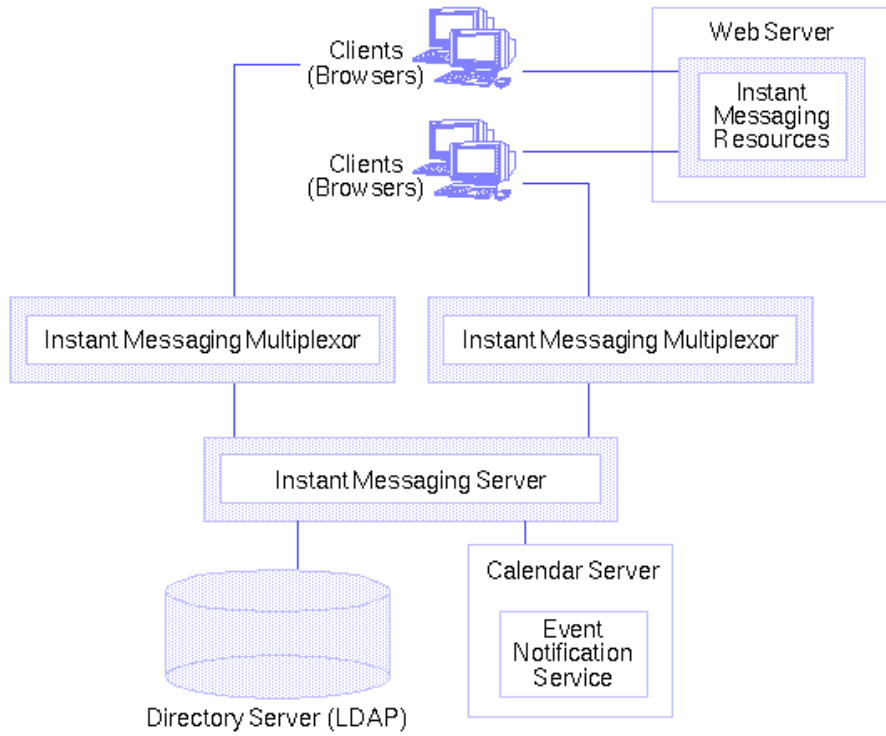 Clients
(Browsers)
Web Server
Instant
Messaging
Resources
Clients
(Browsers)
Instant Messaging Multiplexor
Instant Messaging Multiplexor
Instant Messaging Server
Calendar Server
Event
Notification
Service
Directory Server (LDAP)